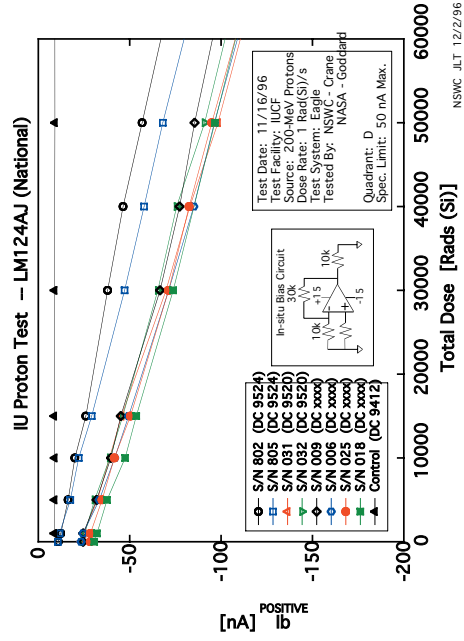 IU Proton Test – LM124AJ (National)
0
-50
-100
-150
-200
[nA] Ib POSITIVE
0
10000
20000
30000
40000
50000
60000
Total Dose [Rads (Si)]
S/N 802 (DC 9524)
S/N 805 (DC 9524)
S/N 031 (DC 9520)
S/N 032 (DC 9520)
S/N 009 (DC xxxx)
S/N 006 (DC xxxx)
S/N 025 (DC xxxx)
S/N 018 (DC xxxx)
Control (DC 9412)
In-situ Bias Circuit
30k
10k
+15
-
+
-15
10k
Test Date: 11/16/96
Test Facility: IUCF
Source: 200-MeV Protons
Dose Rate: 1 Rad(Si)/s
Test System: Eagle
Tested By: NSWC - Crane
NASA - Goddard
Quadrant: D
Spec. Limit: 50 nA Max.
NSWC JLT 12/2/96